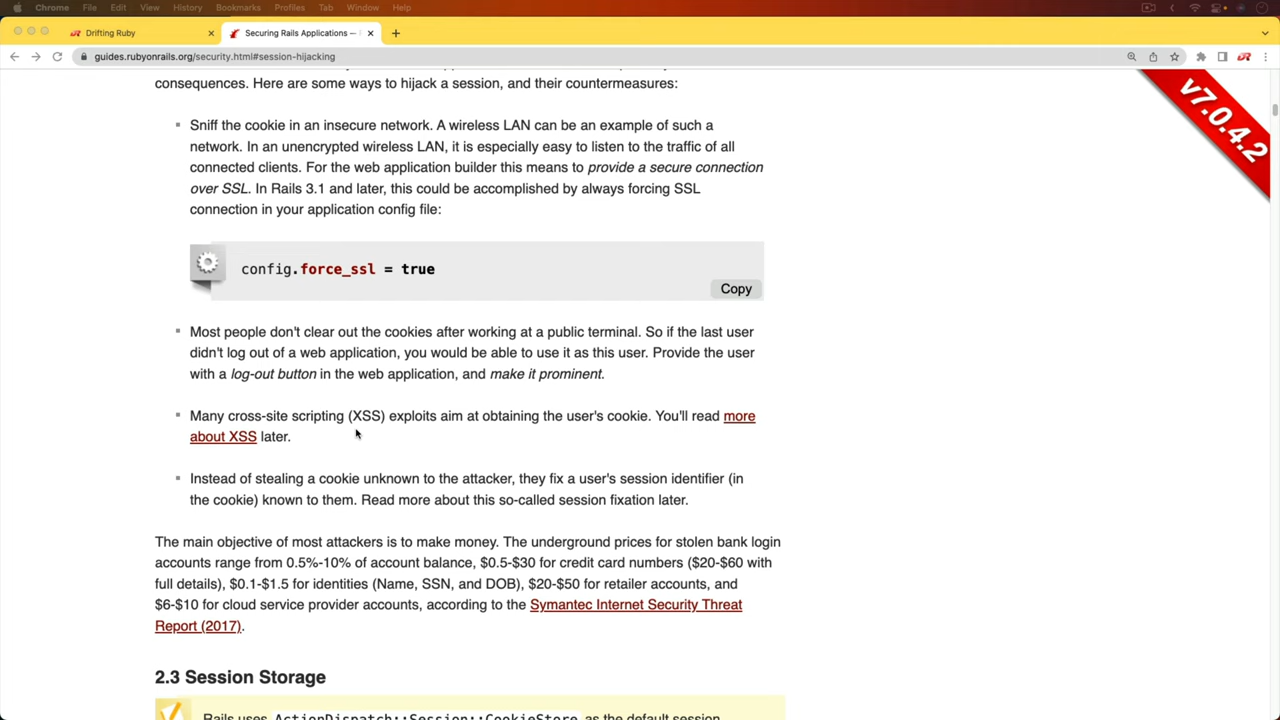 Chrome File Edit View History Bookmarks Profiles Tab Window Help
Drifting Ruby
Securing Rails Applications —
guides.rubyonrails.org/security.html#session-hijacking
v7.0.4.2
consequences. Here are some ways to hijack a session, and their countermeasures:
Sniff the cookie in an insecure network. A wireless LAN can be an example of such a
network. In an unencrypted wireless LAN, it is especially easy to listen to the traffic of all
connected clients. For the web application builder this means to provide a secure connection
over SSL. In Rails 3.1 and later, this could be accomplished by always forcing SSL
connection in your application config file:
config.force_ssl = true
Copy
Most people don't clear out the cookies after working at a public terminal. So if the last user
didn't log out of a web application, you would be able to use it as this user. Provide the user
with a log-out button in the web application, and make it prominent.
Many cross-site scripting (XSS) exploits aim at obtaining the user's cookie. You'll read more
about XSS later.
Instead of stealing a cookie unknown to the attacker, they fix a user's session identifier (in
the cookie) known to them. Read more about this so-called session fixation later.
The main objective of most attackers is to make money. The underground prices for stolen bank login
accounts range from 0.5%-10% of account balance, $0.5-$30 for credit card numbers ($20-$60 with
full details), $0.1-$1.5 for identities (Name, SSN, and DOB), $20-$50 for retailer accounts, and
$6-$10 for cloud service provider accounts, according to the Symantec Internet Security Threat
Report (2017).
2.3 Session Storage
Rails uses ActionDispatch::Session::CookieStore as the default session